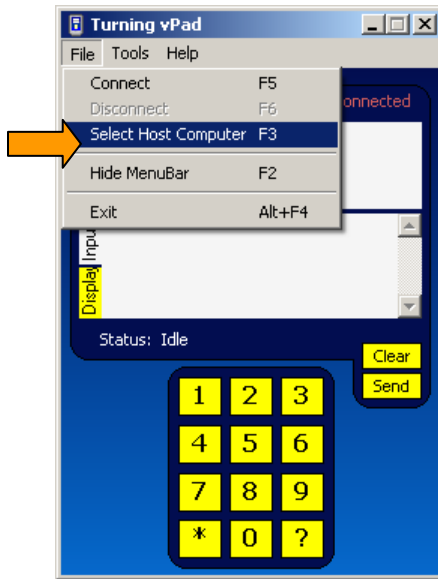 Turning vPad
File Tools Help
Connect F5
Disconnect F6
onnected
Select Host Computer F3
Hide MenuBar F2
Exit Alt+F4
Inpu
Display
Status: Idle
Clear
Send
1 2 3
4 5 6
7 8 9
* 0 ?